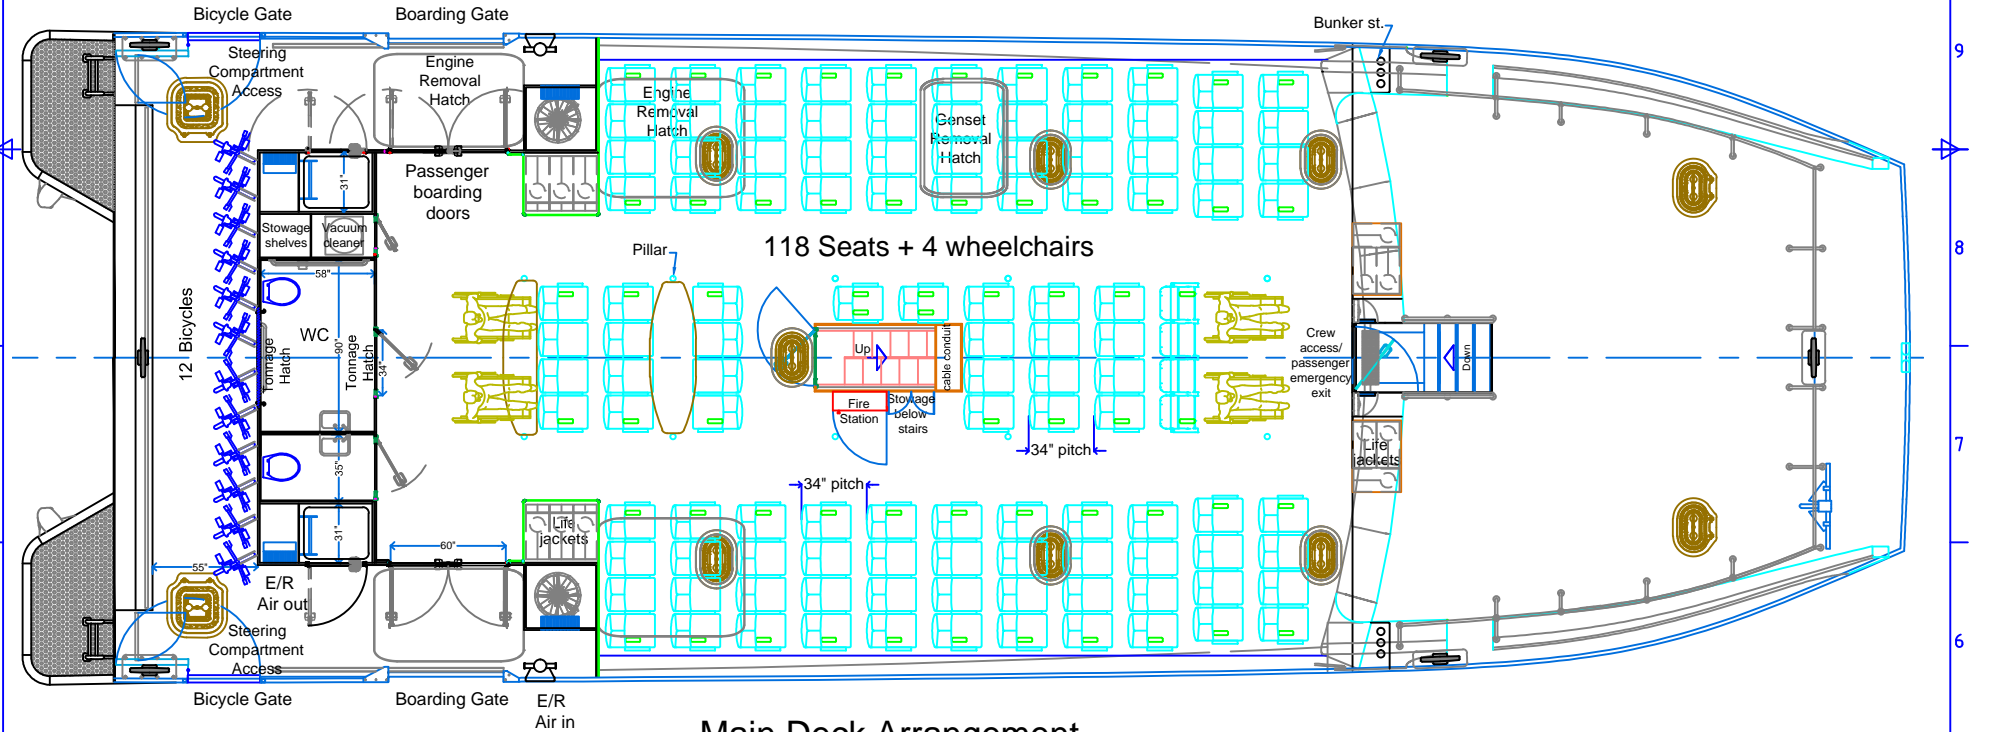 Bicycle Gate
Boarding Gate
Bunker st.
9
Steering
Compartment
Access
Engine
Removal
Hatch
Engine
Removal
Hatch
Genset
Removal
Hatch
Passenger
boarding
doors
31"
Stowage
shelves
Vacuum
cleaner
Pillar
118 Seats + 4 wheelchairs
8
58"
12 Bicycles
WC
Tonnage
Hatch
90"
Tonnage
Hatch
34"
Up
cable conduit
Crew
access/
passenger
emergency
exit
Down
Fire
Station
Stowage
below
stairs
34" pitch
Life
jackets
7
35"
34" pitch
31"
Life
jackets
60"
55"
E/R
Air out
Steering
Compartment
Access
6
Bicycle Gate
Boarding Gate
E/R
Air in
Main Deck Arrangement